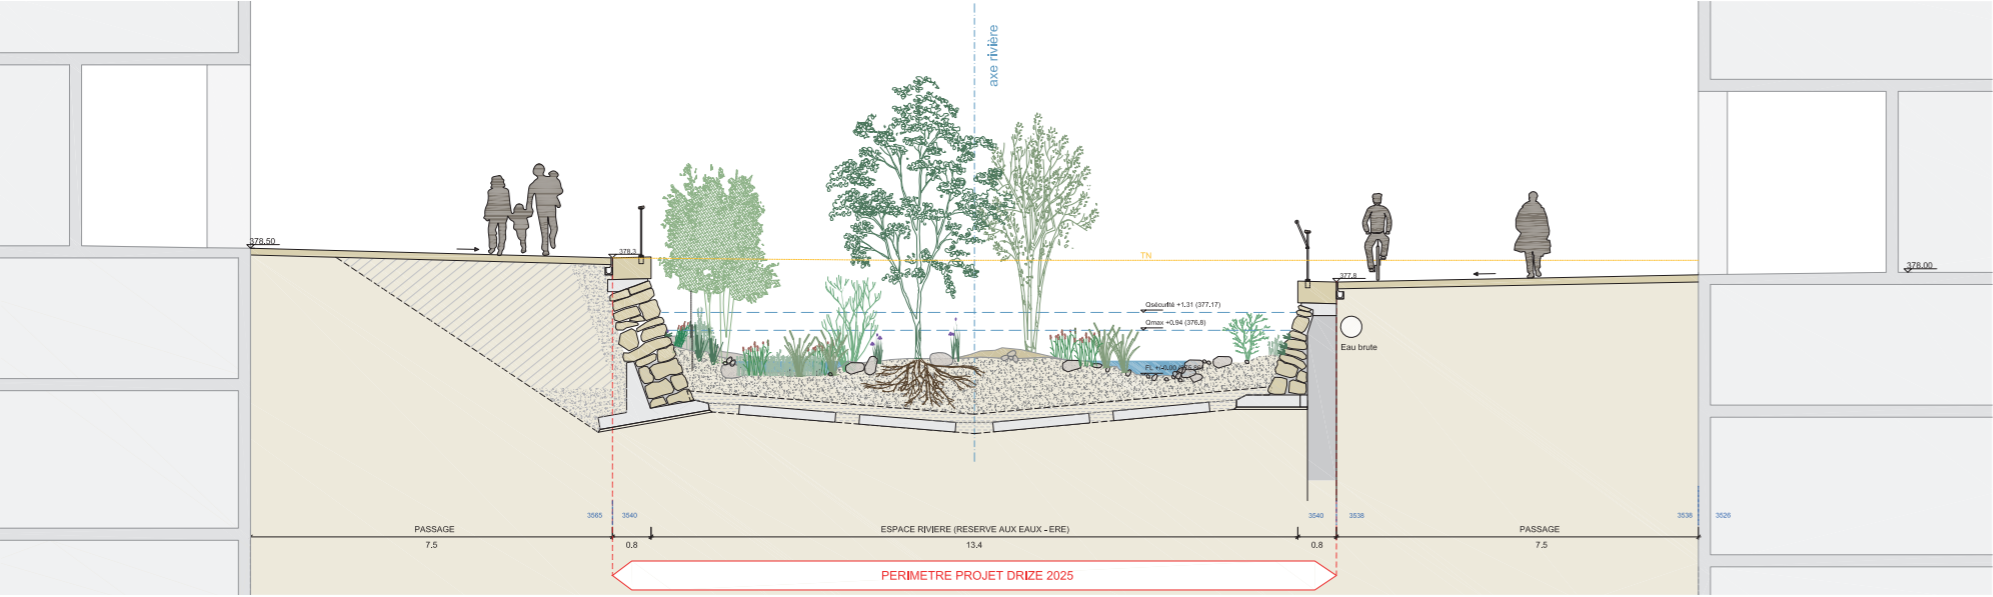 axe rivière
378.50
378.3
TN
378.00
377.8
Qsécurité +1.31 (377.17)
Qmax +0.94 (376.8)
Eau brute
3565
3540
3540
3538
3538
3526
PASSAGE
ESPACE RIVIERE (RESERVE AUX EAUX - ERE)
PASSAGE
7.5
0.8
13.4
0.8
7.5
PERIMETRE PROJET DRIZE 2025